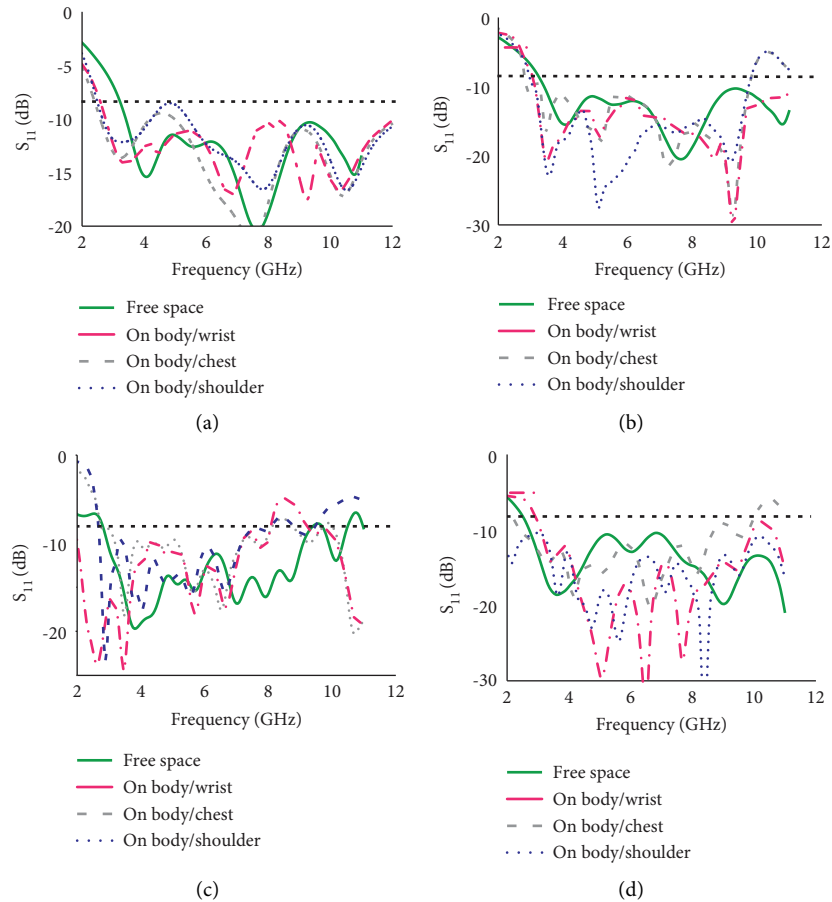 0
-5
-10
-15
-20
S11 (dB)
2 4 6 8 10 12
Frequency (GHz)
Free space
On body/wrist
On body/chest
On body/shoulder
(a)
0
-10
-20
-30
S11 (dB)
2 4 6 8 10 12
Frequency (GHz)
Free space
On body/wrist
On body/chest
On body/shoulder
(b)
0
-10
-20
S11 (dB)
2 4 6 8 10 12
Frequency (GHz)
Free space
On body/wrist
On body/chest
On body/shoulder
(c)
0
-10
-20
-30
S11 (dB)
2 4 6 8 10 12
Frequency (GHz)
Free space
On body/wrist
On body/chest
On body/shoulder
(d)